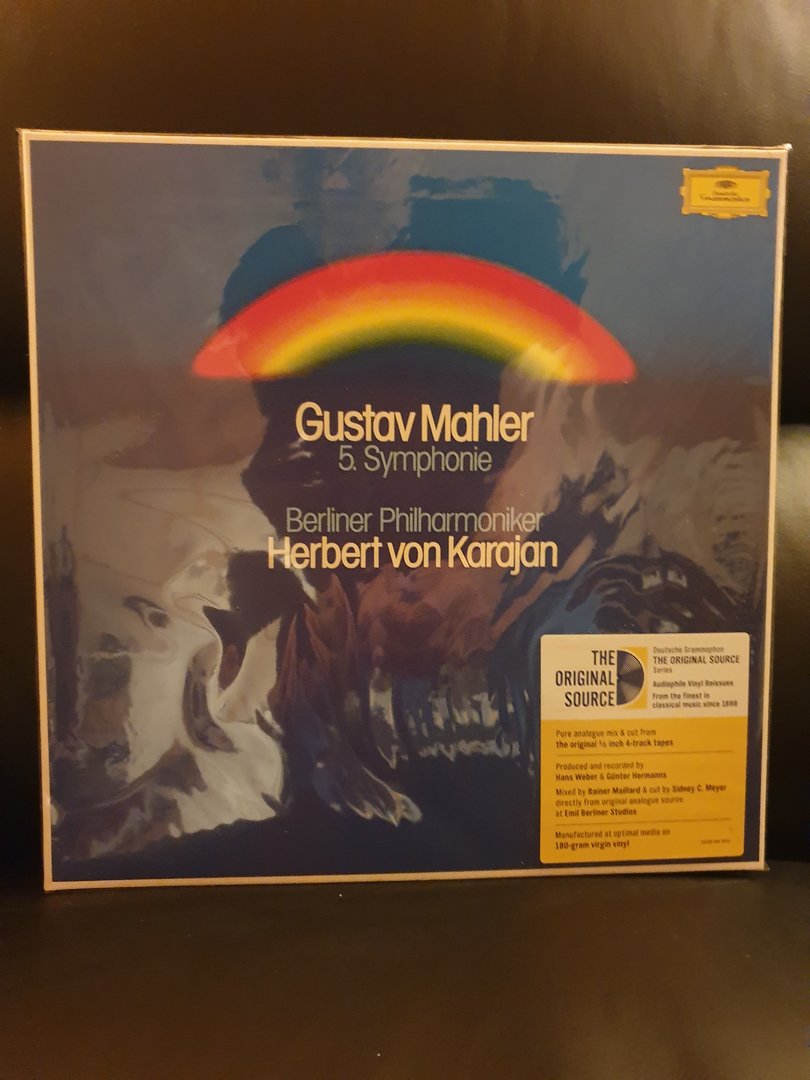 Deutsche
Grammophon
Gustav Mahler
5. Symphonie
Berliner Philharmoniker
Herbert von Karajan
THE
ORIGINAL
SOURCE
Deutsche Grammophon
THE ORIGINAL SOURCE
Series
Audiophile Vinyl Reissues
From the finest in
classical music since 1898
Pure analogue mix & cut from
the original ½ inch 4-track tapes
Produced and recorded by
Hans Weber & Günter Hermanns
Mixed by Rainer Maillard & cut by Sidney C. Meyer
directly from original analogue source
at Emil Berliner Studios
Manufactured at optimal media on
180-gram virgin vinyl